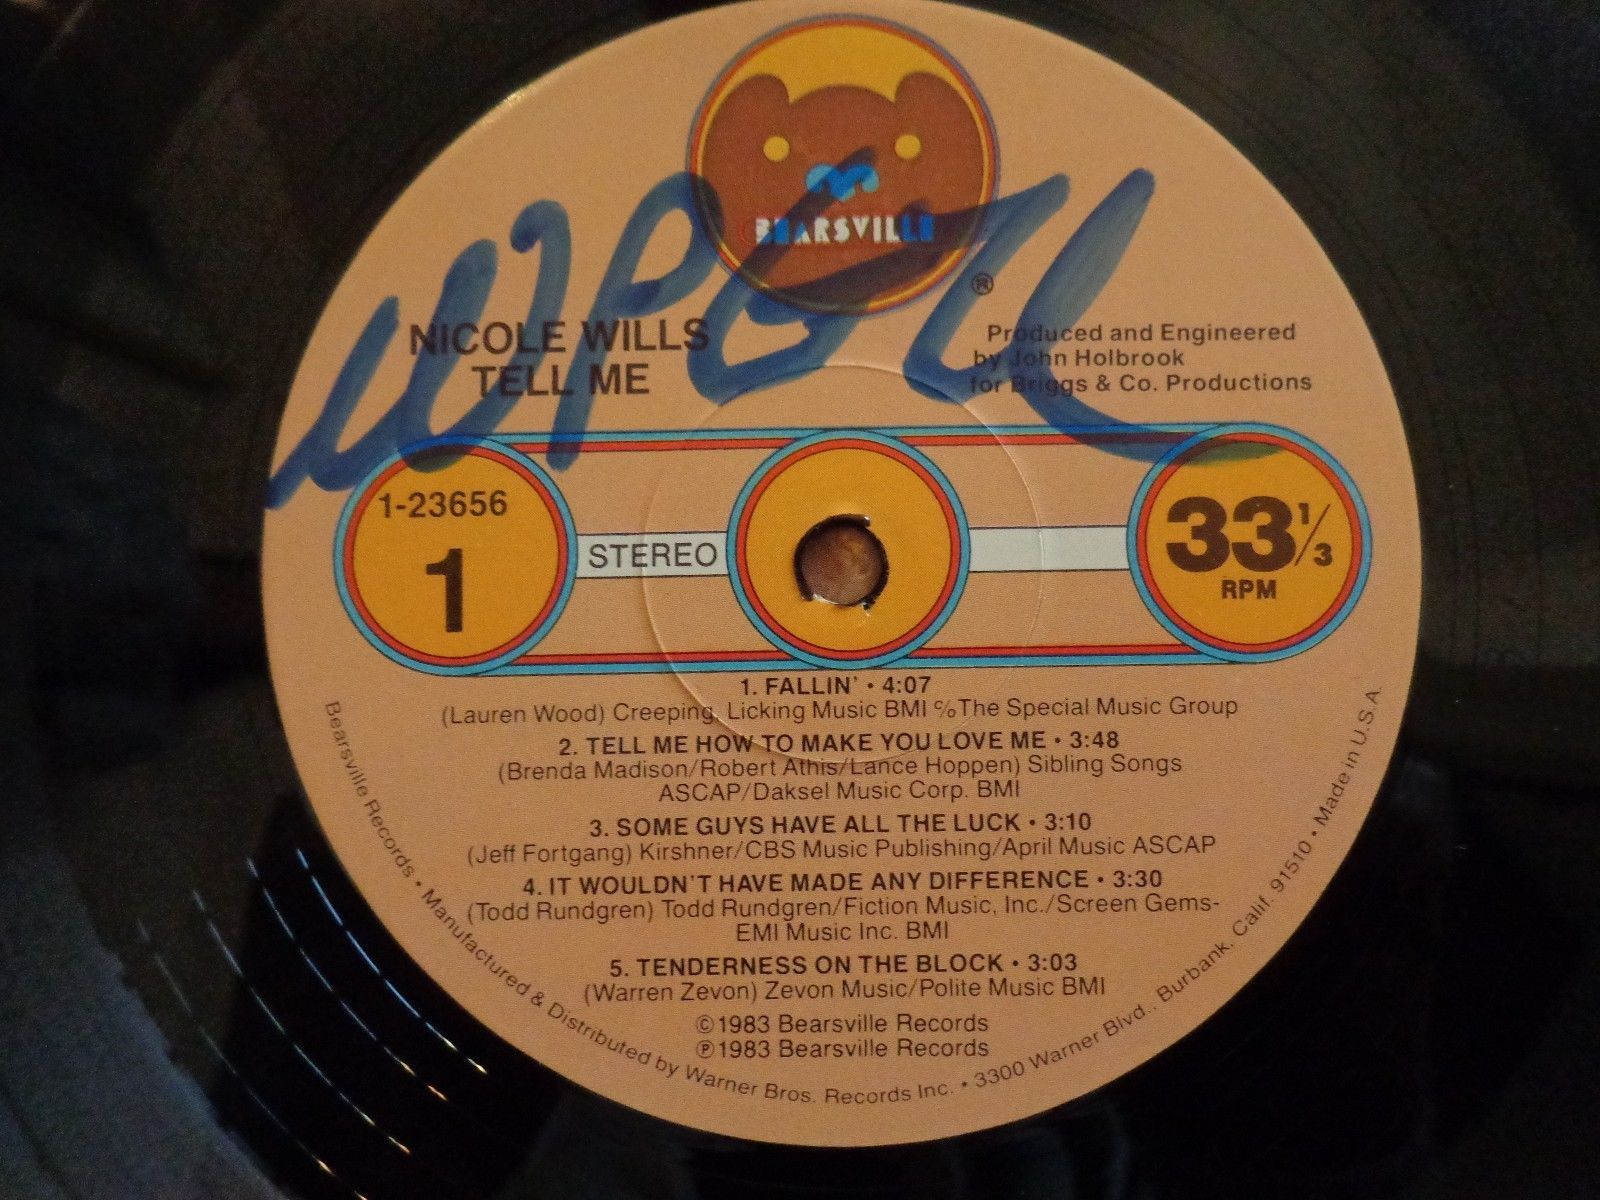 WPGU
BEARSVILLE
®
NICOLE WILLS
TELL ME
Produced and Engineered
by John Holbrook
for Briggs & Co. Productions
1-23656
1
STEREO
33 1/3
RPM
1. FALLIN' • 4:07
(Lauren Wood) Creeping Licking Music BMI ℅ The Special Music Group
2. TELL ME HOW TO MAKE YOU LOVE ME • 3:48
(Brenda Madison/Robert Athis/Lance Hoppen) Sibling Songs
ASCAP/Daksel Music Corp. BMI
3. SOME GUYS HAVE ALL THE LUCK • 3:10
(Jeff Fortgang) Kirshner/CBS Music Publishing/April Music ASCAP
4. IT WOULDN'T HAVE MADE ANY DIFFERENCE • 3:30
(Todd Rundgren) Todd Rundgren/Fiction Music, Inc./Screen Gems-
EMI Music Inc. BMI
5. TENDERNESS ON THE BLOCK • 3:03
(Warren Zevon) Zevon Music/Polite Music BMI
©1983 Bearsville Records
℗1983 Bearsville Records
Bearsville Records • Manufactured & Distributed by Warner Bros. Records Inc. • 3300 Warner Blvd., Burbank, Calif. 91510 • Made in U.S.A.